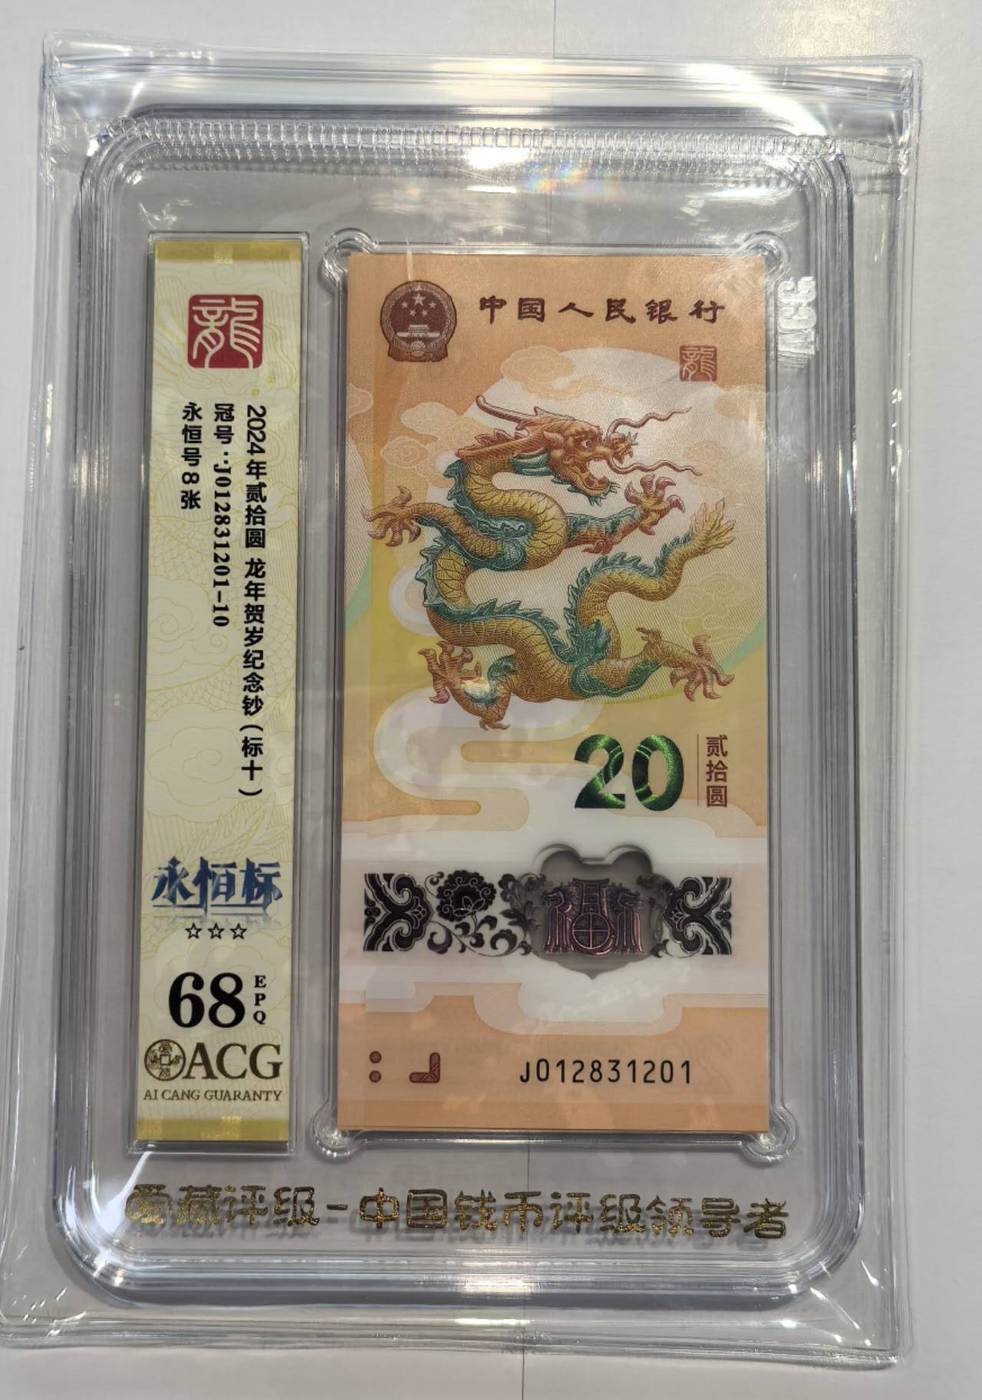 龍
2024年贰拾圆 龙年贺岁纪念钞(标十)
冠号:J012831201-10
永恒号8张
永恒标
☆☆☆
68
EPQ
ACG
AI CANG GUARANTY
中国人民银行
龍
20
贰拾圆
福
J012831201
爱藏评级-中国钱币评级领导者